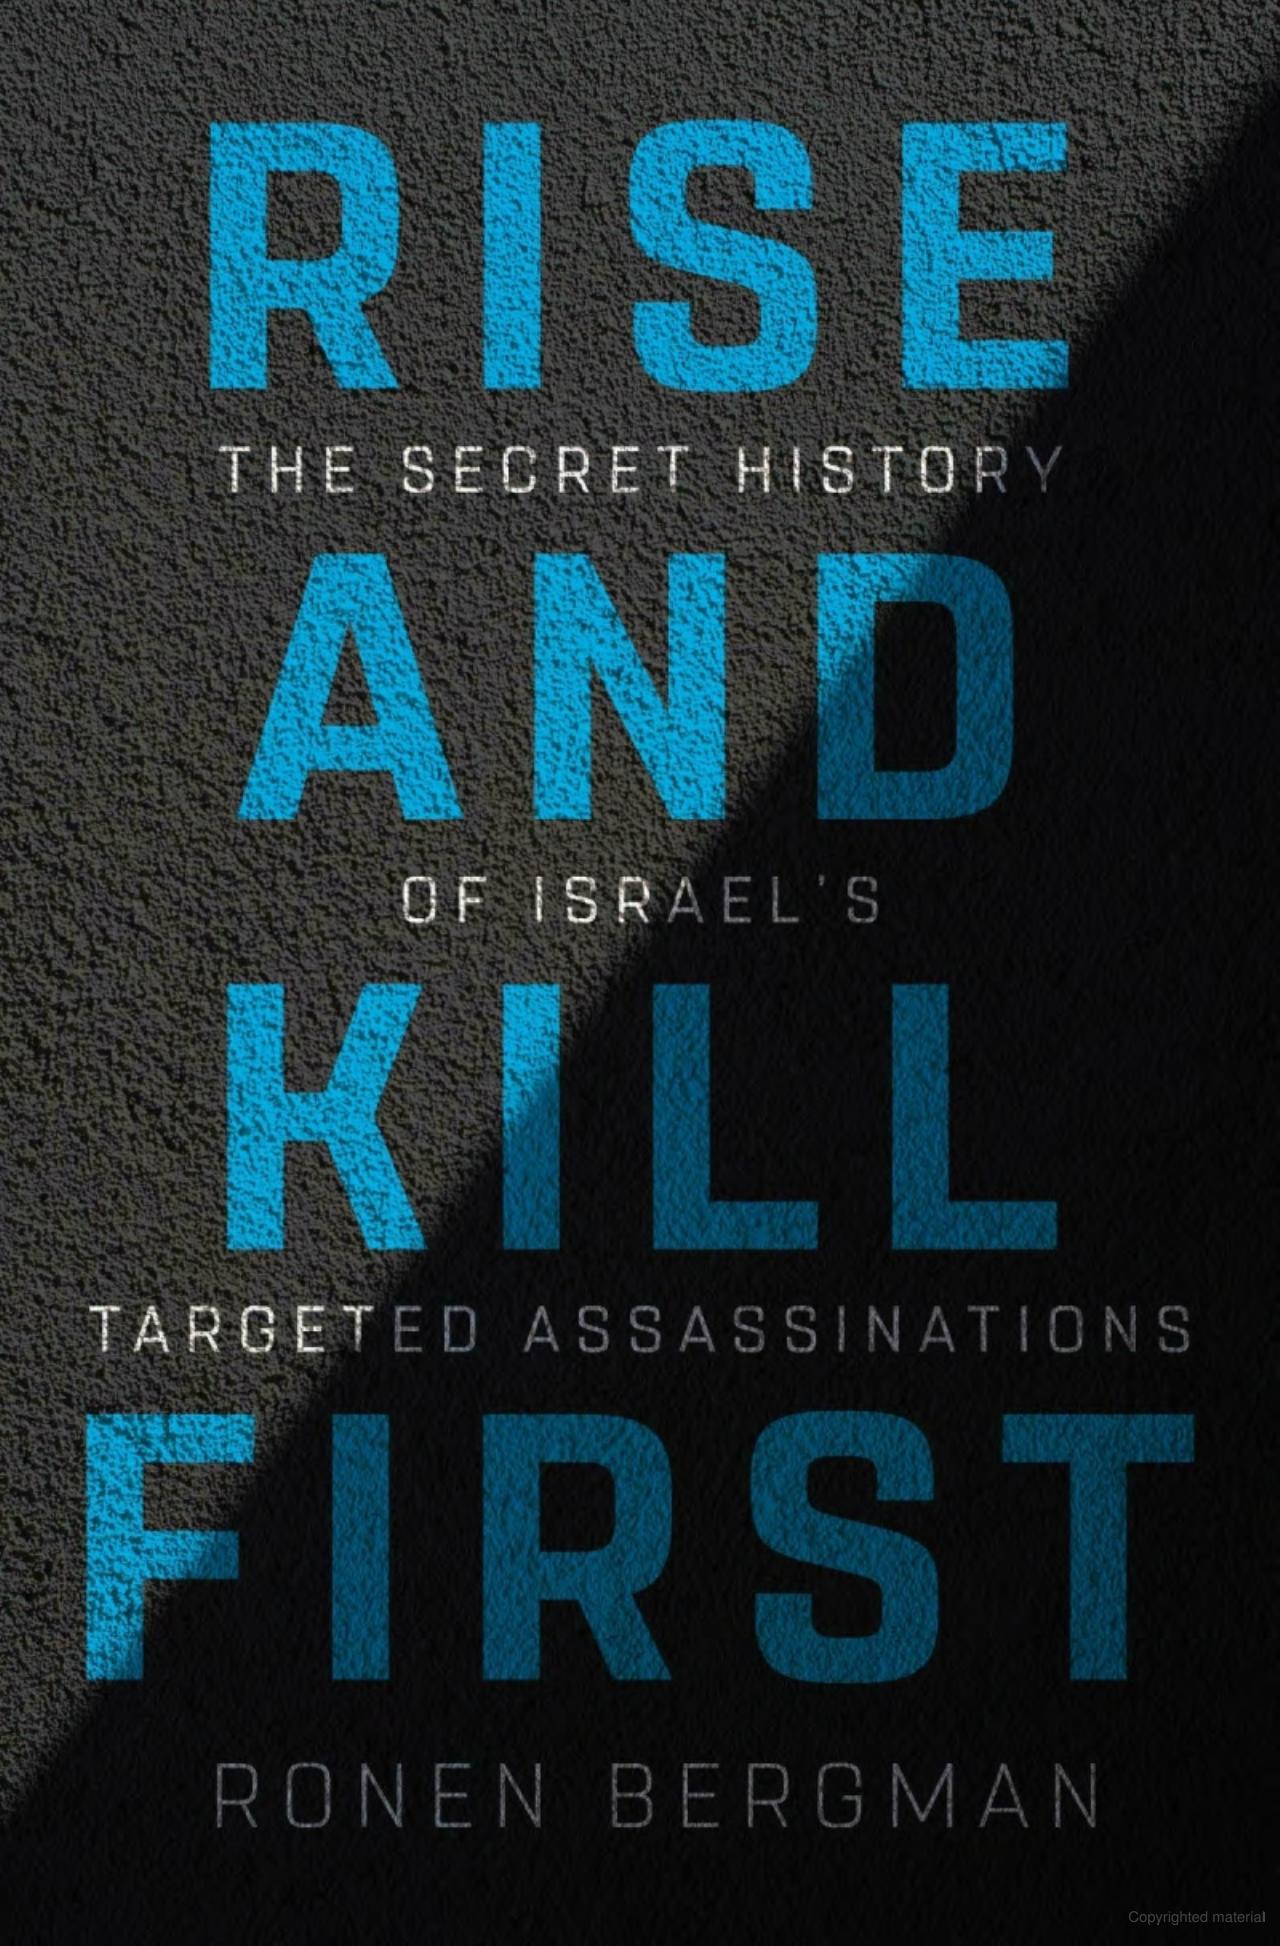 RISE
THE SECRET HISTORY
AND
OF ISRAEL'S
KILL
TARGETED ASSASSINATIONS
FIRST
RONEN BERGMAN
Copyrighted material